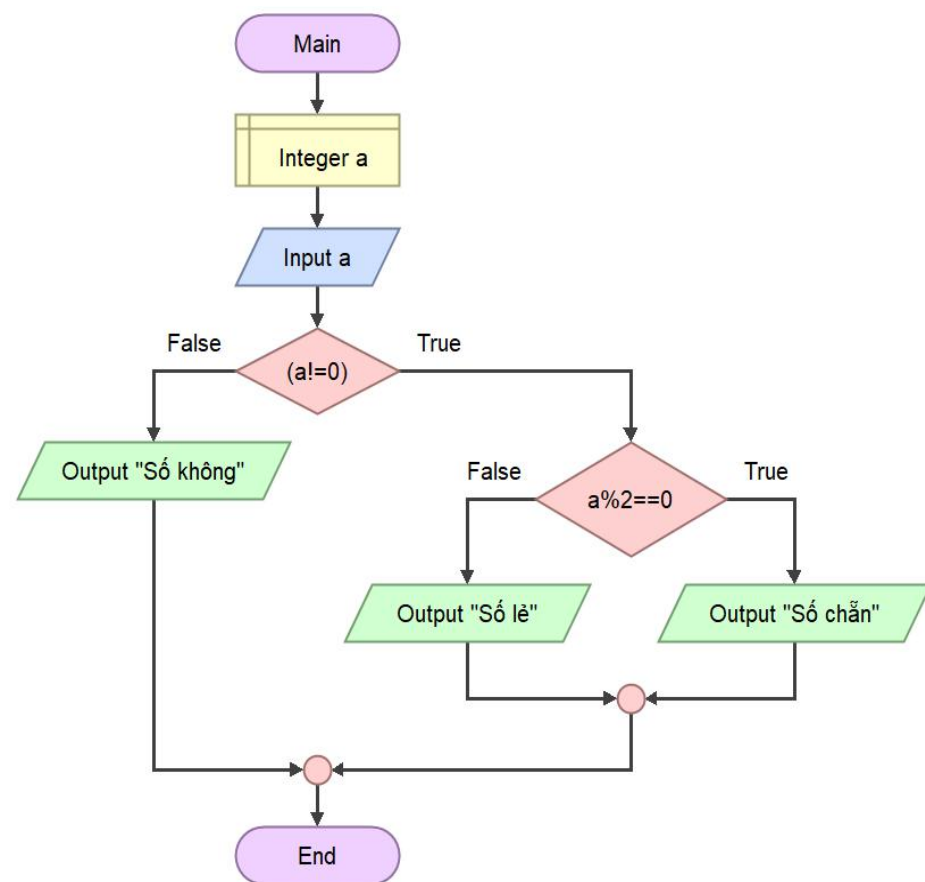 Main
Integer a
Input a
False
True
(a!=0)
Output "Số không"
False
True
a%2==0
Output "Số lẻ"
Output "Số chẵn"
End